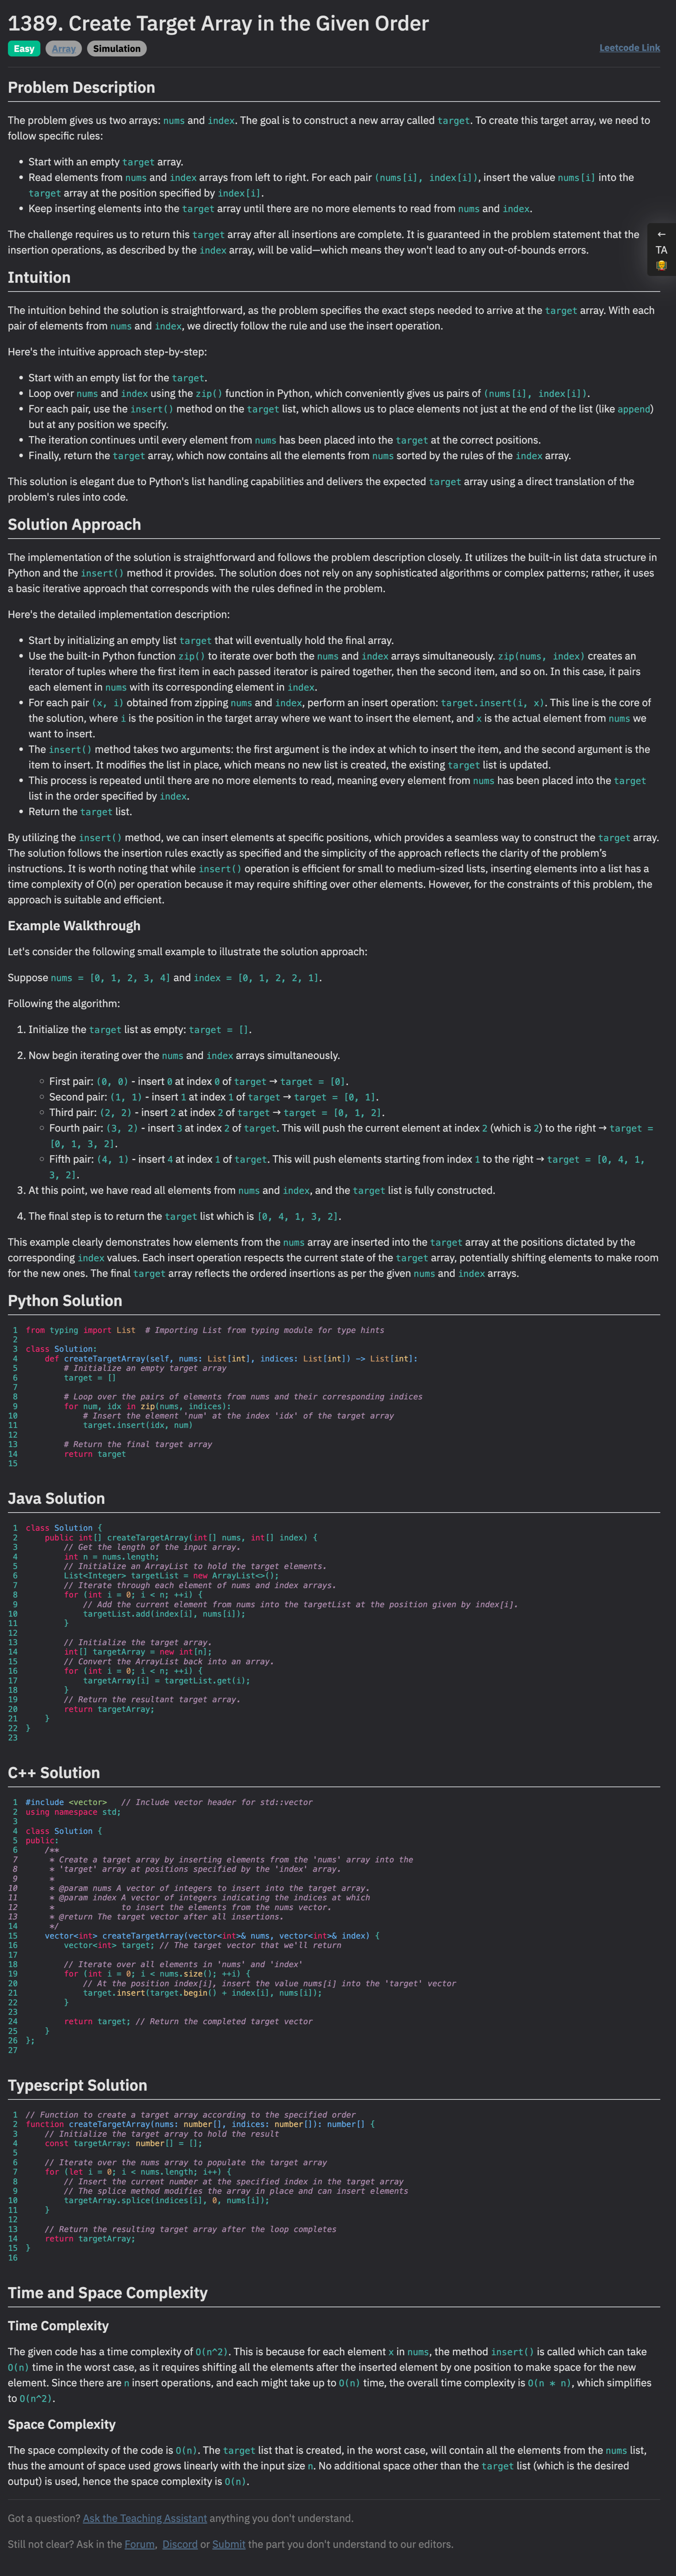 1389. Create Target Array in the Given Order
Easy Array Simulation Leetcode Link
Problem Description
The problem gives us two arrays: nums and index. The goal is to construct a new array called target. To create this target array, we need to
follow specific rules:
• Start with an empty target array.
• Read elements from nums and index arrays from left to right. For each pair (nums[i], index[i]), insert the value nums[i] into the
target array at the position specified by index[i].
• Keep inserting elements into the target array until there are no more elements to read from nums and index.
The challenge requires us to return this target array after all insertions are complete. It is guaranteed in the problem statement that the
insertion operations, as described by the index array, will be valid—which means they won't lead to any out-of-bounds errors.
←
TA
Intuition
The intuition behind the solution is straightforward, as the problem specifies the exact steps needed to arrive at the target array. With each
pair of elements from nums and index, we directly follow the rule and use the insert operation.
Here's the intuitive approach step-by-step:
• Start with an empty list for the target.
• Loop over nums and index using the zip() function in Python, which conveniently gives us pairs of (nums[i], index[i]).
• For each pair, use the insert() method on the target list, which allows us to place elements not just at the end of the list (like append)
but at any position we specify.
• The iteration continues until every element from nums has been placed into the target at the correct positions.
• Finally, return the target array, which now contains all the elements from nums sorted by the rules of the index array.
This solution is elegant due to Python's list handling capabilities and delivers the expected target array using a direct translation of the
problem's rules into code.
Solution Approach
The implementation of the solution is straightforward and follows the problem description closely. It utilizes the built-in list data structure in
Python and the insert() method it provides. The solution does not rely on any sophisticated algorithms or complex patterns; rather, it uses
a basic iterative approach that corresponds with the rules defined in the problem.
Here's the detailed implementation description:
• Start by initializing an empty list target that will eventually hold the final array.
• Use the built-in Python function zip() to iterate over both the nums and index arrays simultaneously. zip(nums, index) creates an
iterator of tuples where the first item in each passed iterator is paired together, then the second item, and so on. In this case, it pairs
each element in nums with its corresponding element in index.
• For each pair (x, i) obtained from zipping nums and index, perform an insert operation: target.insert(i, x). This line is the core of
the solution, where i is the position in the target array where we want to insert the element, and x is the actual element from nums we
want to insert.
• The insert() method takes two arguments: the first argument is the index at which to insert the item, and the second argument is the
item to insert. It modifies the list in place, which means no new list is created, the existing target list is updated.
• This process is repeated until there are no more elements to read, meaning every element from nums has been placed into the target
list in the order specified by index.
• Return the target list.
By utilizing the insert() method, we can insert elements at specific positions, which provides a seamless way to construct the target array.
The solution follows the insertion rules exactly as specified and the simplicity of the approach reflects the clarity of the problem's
instructions. It is worth noting that while insert() operation is efficient for small to medium-sized lists, inserting elements into a list has a
time complexity of O(n) per operation because it may require shifting over other elements. However, for the constraints of this problem, the
approach is suitable and efficient.
Example Walkthrough
Let's consider the following small example to illustrate the solution approach:
Suppose nums = [0, 1, 2, 3, 4] and index = [0, 1, 2, 2, 1].
Following the algorithm:
1. Initialize the target list as empty: target = [].
2. Now begin iterating over the nums and index arrays simultaneously.
◦ First pair: (0, 0) - insert 0 at index 0 of target → target = [0].
◦ Second pair: (1, 1) - insert 1 at index 1 of target → target = [0, 1].
◦ Third pair: (2, 2) - insert 2 at index 2 of target → target = [0, 1, 2].
◦ Fourth pair: (3, 2) - insert 3 at index 2 of target. This will push the current element at index 2 (which is 2) to the right → target =
[0, 1, 3, 2].
◦ Fifth pair: (4, 1) - insert 4 at index 1 of target. This will push elements starting from index 1 to the right → target = [0, 4, 1,
3, 2].
3. At this point, we have read all elements from nums and index, and the target list is fully constructed.
4. The final step is to return the target list which is [0, 4, 1, 3, 2].
This example clearly demonstrates how elements from the nums array are inserted into the target array at the positions dictated by the
corresponding index values. Each insert operation respects the current state of the target array, potentially shifting elements to make room
for the new ones. The final target array reflects the ordered insertions as per the given nums and index arrays.
Python Solution
1 from typing import List  # Importing List from typing module for type hints
2
3 class Solution:
4     def createTargetArray(self, nums: List[int], indices: List[int]) -> List[int]:
5         # Initialize an empty target array
6         target = []
7
8         # Loop over the pairs of elements from nums and their corresponding indices
9         for num, idx in zip(nums, indices):
10             # Insert the element 'num' at the index 'idx' of the target array
11             target.insert(idx, num)
12
13         # Return the final target array
14         return target
15
Java Solution
1 class Solution {
2     public int[] createTargetArray(int[] nums, int[] index) {
3         // Get the length of the input array.
4         int n = nums.length;
5         // Initialize an ArrayList to hold the target elements.
6         List<Integer> targetList = new ArrayList<>();
7         // Iterate through each element of nums and index arrays.
8         for (int i = 0; i < n; ++i) {
9             // Add the current element from nums into the targetList at the position given by index[i].
10             targetList.add(index[i], nums[i]);
11         }
12
13         // Initialize the target array.
14         int[] targetArray = new int[n];
15         // Convert the ArrayList back into an array.
16         for (int i = 0; i < n; ++i) {
17             targetArray[i] = targetList.get(i);
18         }
19         // Return the resultant target array.
20         return targetArray;
21     }
22 }
23
C++ Solution
1 #include <vector>   // Include vector header for std::vector
2 using namespace std;
3
4 class Solution {
5 public:
6     /**
7      * Create a target array by inserting elements from the 'nums' array into the
8      * 'target' array at positions specified by the 'index' array.
9      *
10      * @param nums A vector of integers to insert into the target array.
11      * @param index A vector of integers indicating the indices at which
12      *              to insert the elements from the nums vector.
13      * @return The target vector after all insertions.
14      */
15     vector<int> createTargetArray(vector<int>& nums, vector<int>& index) {
16         vector<int> target; // The target vector that we'll return
17
18         // Iterate over all elements in 'nums' and 'index'
19         for (int i = 0; i < nums.size(); ++i) {
20             // At the position index[i], insert the value nums[i] into the 'target' vector
21             target.insert(target.begin() + index[i], nums[i]);
22         }
23
24         return target; // Return the completed target vector
25     }
26 };
27
Typescript Solution
1 // Function to create a target array according to the specified order
2 function createTargetArray(nums: number[], indices: number[]): number[] {
3     // Initialize the target array to hold the result
4     const targetArray: number[] = [];
5
6     // Iterate over the nums array to populate the target array
7     for (let i = 0; i < nums.length; i++) {
8         // Insert the current number at the specified index in the target array
9         // The splice method modifies the array in place and can insert elements
10         targetArray.splice(indices[i], 0, nums[i]);
11     }
12
13     // Return the resulting target array after the loop completes
14     return targetArray;
15 }
16
Time and Space Complexity
Time Complexity
The given code has a time complexity of O(n^2). This is because for each element x in nums, the method insert() is called which can take
O(n) time in the worst case, as it requires shifting all the elements after the inserted element by one position to make space for the new
element. Since there are n insert operations, and each might take up to O(n) time, the overall time complexity is O(n * n), which simplifies
to O(n^2).
Space Complexity
The space complexity of the code is O(n). The target list that is created, in the worst case, will contain all the elements from the nums list,
thus the amount of space used grows linearly with the input size n. No additional space other than the target list (which is the desired
output) is used, hence the space complexity is O(n).
Got a question? Ask the Teaching Assistant anything you don't understand.
Still not clear? Ask in the Forum, Discord or Submit the part you don't understand to our editors.